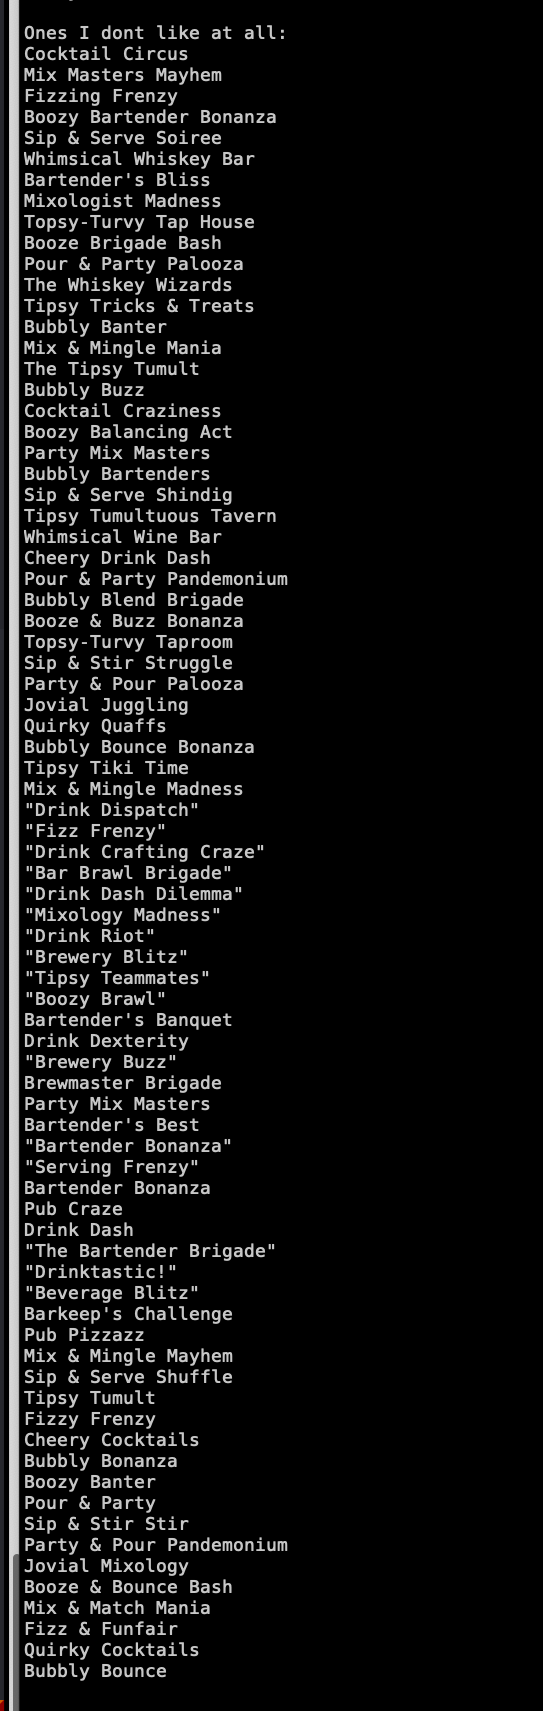 Ones I dont like at all:
Cocktail Circus
Mix Masters Mayhem
Fizzing Frenzy
Boozy Bartender Bonanza
Sip & Serve Soiree
Whimsical Whiskey Bar
Bartender's Bliss
Mixologist Madness
Topsy-Turvy Tap House
Booze Brigade Bash
Pour & Party Palooza
The Whiskey Wizards
Tipsy Tricks & Treats
Bubbly Banter
Mix & Mingle Mania
The Tipsy Tumult
Bubbly Buzz
Cocktail Craziness
Boozy Balancing Act
Party Mix Masters
Bubbly Bartenders
Sip & Serve Shindig
Tipsy Tumultuous Tavern
Whimsical Wine Bar
Cheery Drink Dash
Pour & Party Pandemonium
Bubbly Blend Brigade
Booze & Buzz Bonanza
Topsy-Turvy Taproom
Sip & Stir Struggle
Party & Pour Palooza
Jovial Juggling
Quirky Quaffs
Bubbly Bounce Bonanza
Tipsy Tiki Time
Mix & Mingle Madness
"Drink Dispatch"
"Fizz Frenzy"
"Drink Crafting Craze"
"Bar Brawl Brigade"
"Drink Dash Dilemma"
"Mixology Madness"
"Drink Riot"
"Brewery Blitz"
"Tipsy Teammates"
"Boozy Brawl"
Bartender's Banquet
Drink Dexterity
"Brewery Buzz"
Brewmaster Brigade
Party Mix Masters
Bartender's Best
"Bartender Bonanza"
"Serving Frenzy"
Bartender Bonanza
Pub Craze
Drink Dash
"The Bartender Brigade"
"Drinktastic!"
"Beverage Blitz"
Barkeep's Challenge
Pub Pizzazz
Mix & Mingle Mayhem
Sip & Serve Shuffle
Tipsy Tumult
Fizzy Frenzy
Cheery Cocktails
Bubbly Bonanza
Boozy Banter
Pour & Party
Sip & Stir Stir
Party & Pour Pandemonium
Jovial Mixology
Booze & Bounce Bash
Mix & Match Mania
Fizz & Funfair
Quirky Cocktails
Bubbly Bounce